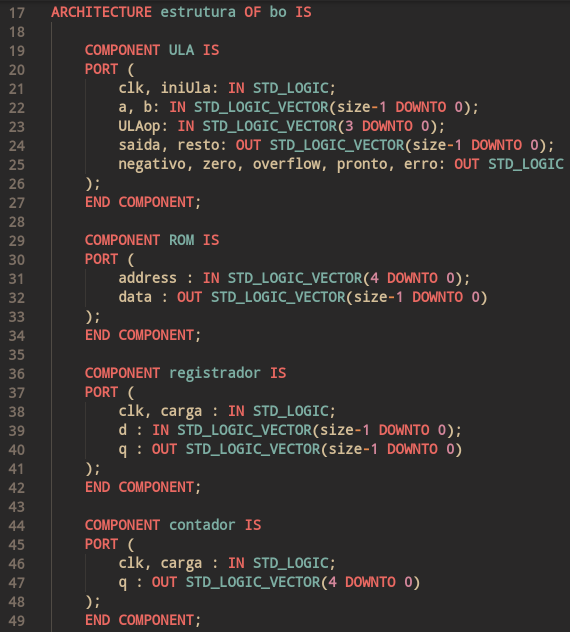 17 ARCHITECTURE estrutura OF bo IS
18
19 COMPONENT ULA IS
20 PORT (
21 clk, iniUla: IN STD_LOGIC;
22 a, b: IN STD_LOGIC_VECTOR(size-1 DOWNTO 0);
23 ULAop: IN STD_LOGIC_VECTOR(3 DOWNTO 0);
24 saida, resto: OUT STD_LOGIC_VECTOR(size-1 DOWNTO 0);
25 negativo, zero, overflow, pronto, erro: OUT STD_LOGIC
26 );
27 END COMPONENT;
28
29 COMPONENT ROM IS
30 PORT (
31 address : IN STD_LOGIC_VECTOR(4 DOWNTO 0);
32 data : OUT STD_LOGIC_VECTOR(size-1 DOWNTO 0)
33 );
34 END COMPONENT;
35
36 COMPONENT registrador IS
37 PORT (
38 clk, carga : IN STD_LOGIC;
39 d : IN STD_LOGIC_VECTOR(size-1 DOWNTO 0);
40 q : OUT STD_LOGIC_VECTOR(size-1 DOWNTO 0)
41 );
42 END COMPONENT;
43
44 COMPONENT contador IS
45 PORT (
46 clk, carga : IN STD_LOGIC;
47 q : OUT STD_LOGIC_VECTOR(4 DOWNTO 0)
48 );
49 END COMPONENT;